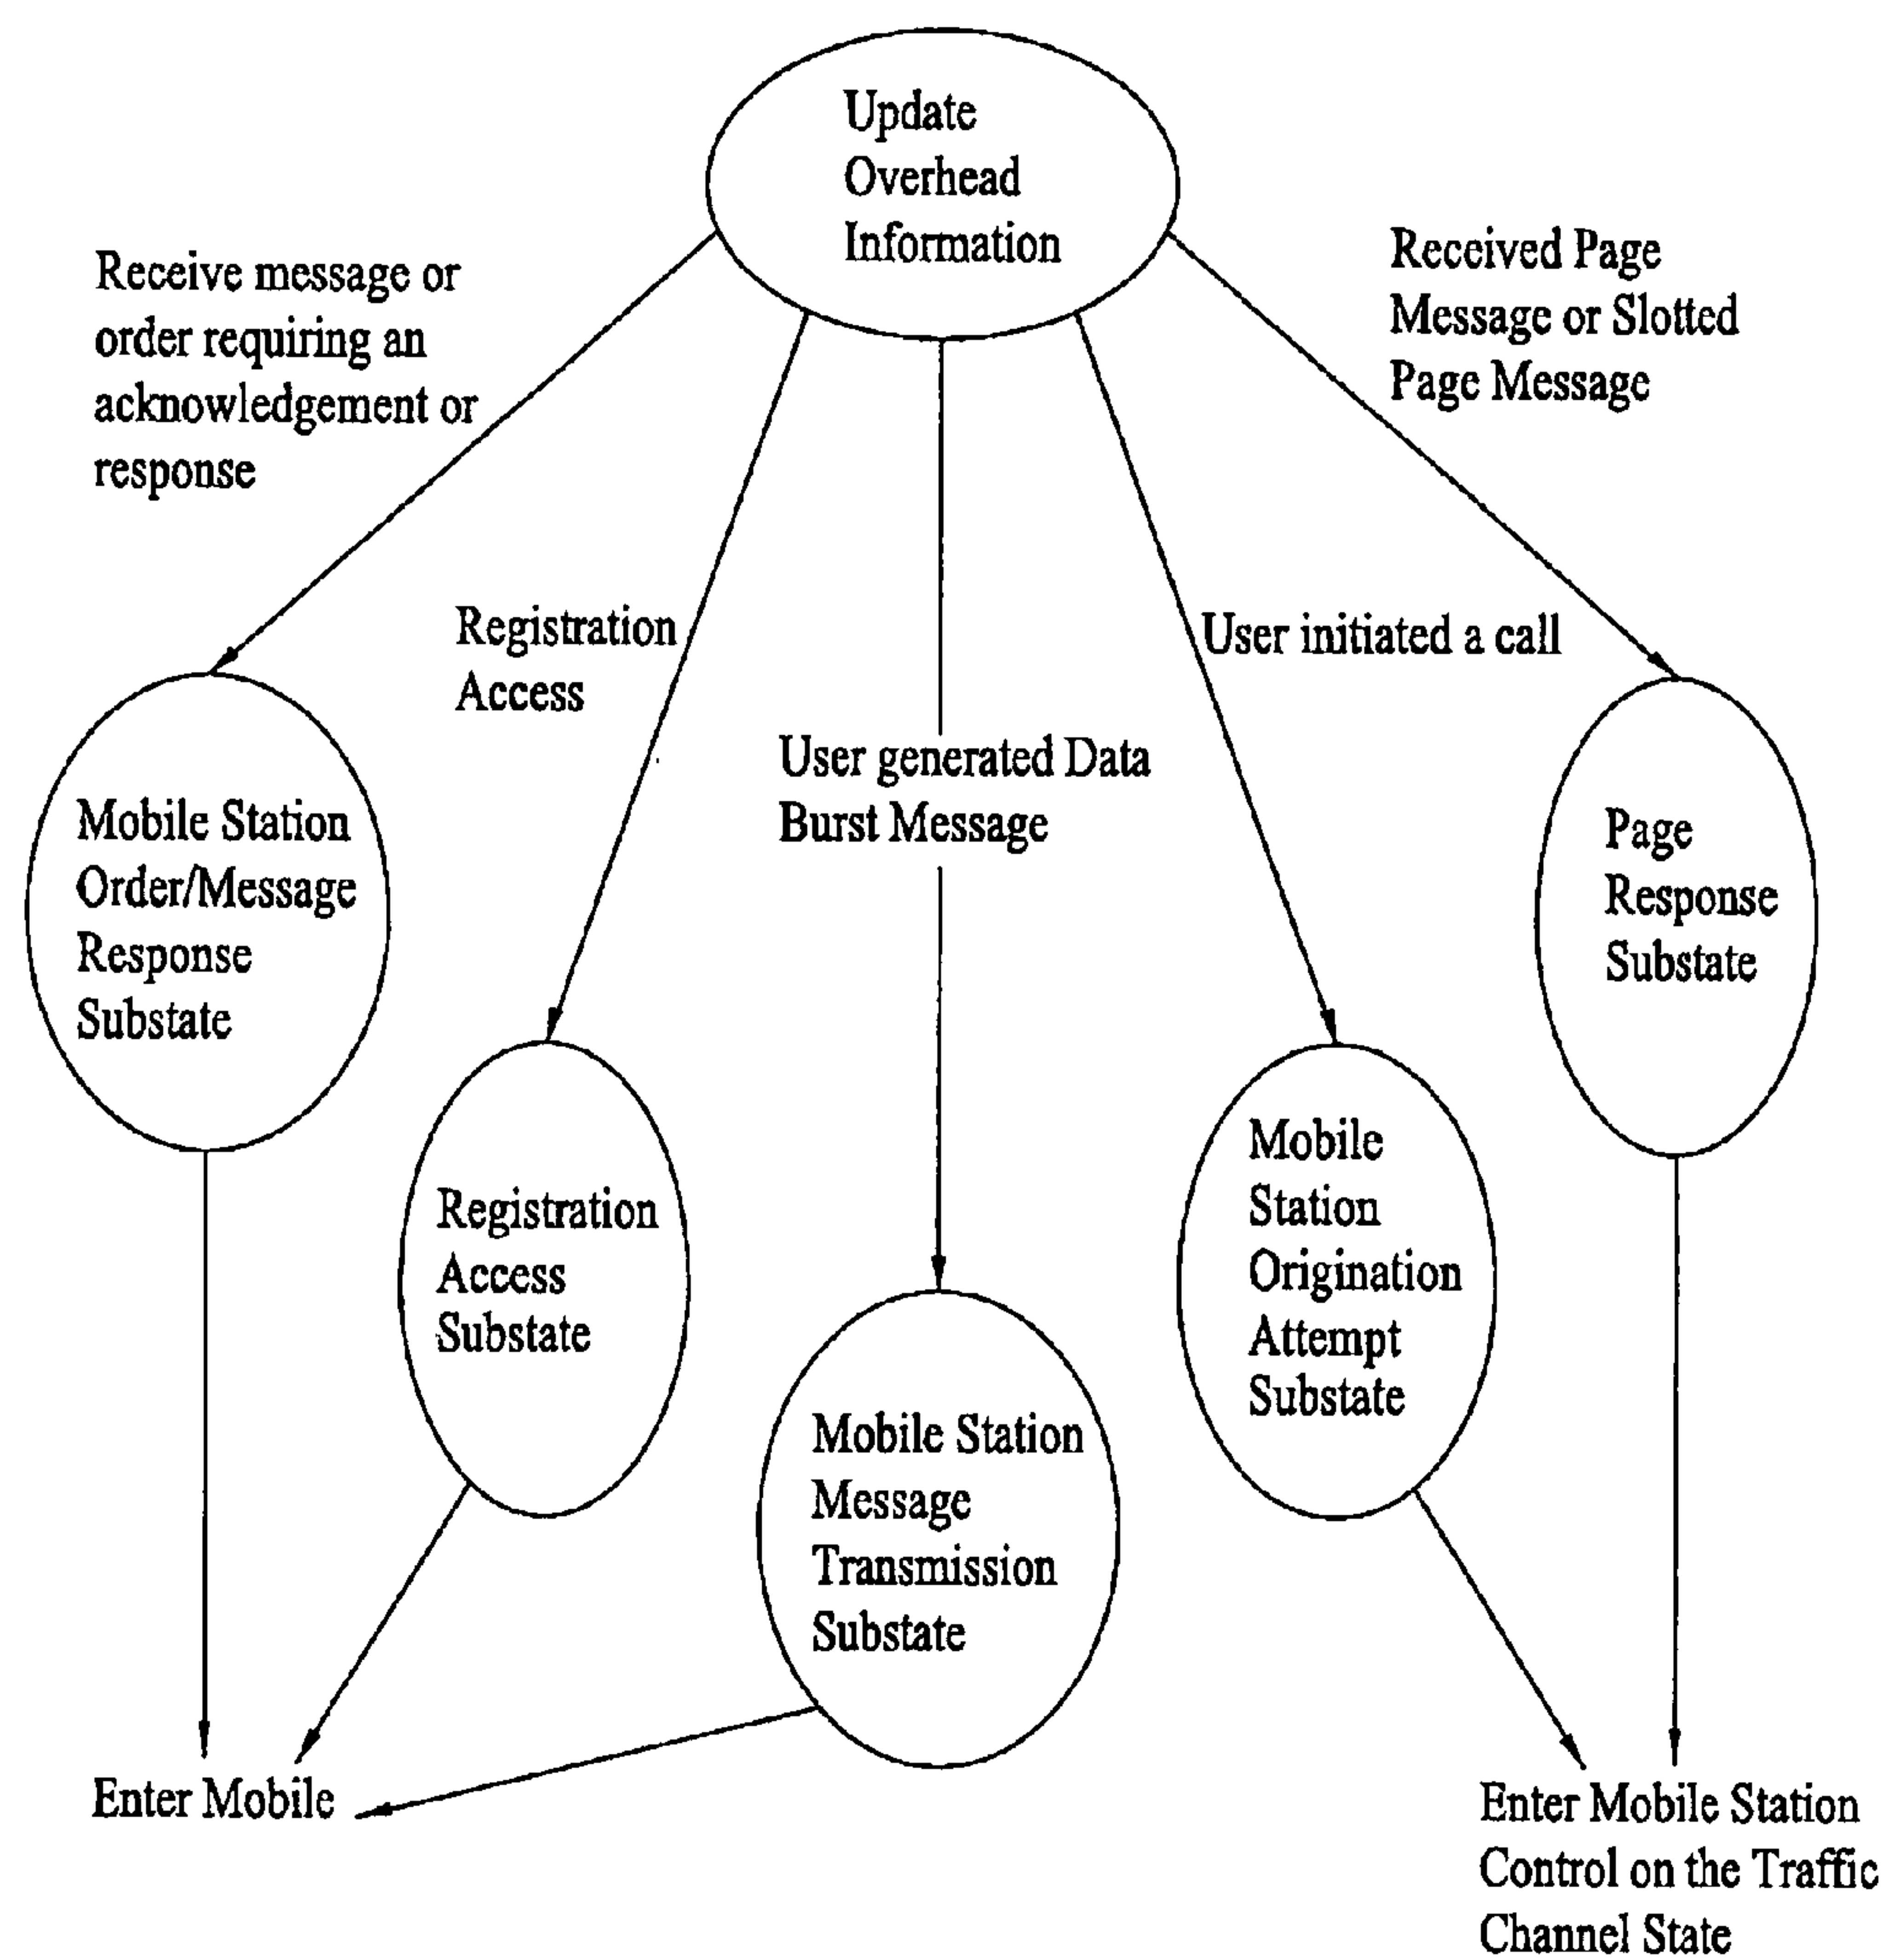 Update
Overhead
Information
Receive message or
order requiring an
acknowledgement or
response
Received Page
Message or Slotted
Page Message
Registration
Access
User initiated a call
User generated Data
Burst Message
Mobile Station
Order/Message
Response
Substate
Page
Response
Substate
Registration
Access
Substate
Mobile
Station
Origination
Attempt
Substate
Mobile Station
Message
Transmission
Substate
Enter Mobile
Enter Mobile Station
Control on the Traffic
Channel State